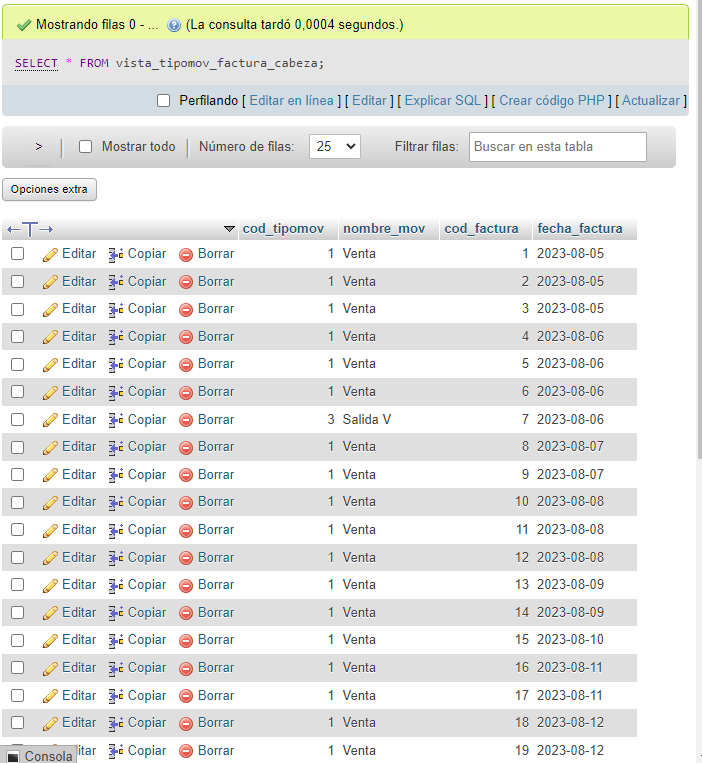 Mostrando filas 0 - ... (La consulta tardó 0,0004 segundos.)
SELECT * FROM vista_tipomov_factura_cabeza;
Perfilando [ Editar en línea ] [ Editar ] [ Explicar SQL ] [ Crear código PHP ] [ Actualizar ]
> Mostrar todo Número de filas: 25 Filtrar filas: Buscar en esta tabla
Opciones extra
cod_tipomov nombre_mov cod_factura fecha_factura
Editar Copiar Borrar 1 Venta 1 2023-08-05
Editar Copiar Borrar 1 Venta 2 2023-08-05
Editar Copiar Borrar 1 Venta 3 2023-08-05
Editar Copiar Borrar 1 Venta 4 2023-08-06
Editar Copiar Borrar 1 Venta 5 2023-08-06
Editar Copiar Borrar 1 Venta 6 2023-08-06
Editar Copiar Borrar 3 Salida V 7 2023-08-06
Editar Copiar Borrar 1 Venta 8 2023-08-07
Editar Copiar Borrar 1 Venta 9 2023-08-07
Editar Copiar Borrar 1 Venta 10 2023-08-08
Editar Copiar Borrar 1 Venta 11 2023-08-08
Editar Copiar Borrar 1 Venta 12 2023-08-08
Editar Copiar Borrar 1 Venta 13 2023-08-09
Editar Copiar Borrar 1 Venta 14 2023-08-09
Editar Copiar Borrar 1 Venta 15 2023-08-10
Editar Copiar Borrar 1 Venta 16 2023-08-11
Editar Copiar Borrar 1 Venta 17 2023-08-11
Editar Copiar Borrar 1 Venta 18 2023-08-12
itar Copiar Borrar 1 Venta 19 2023-08-12
Consola